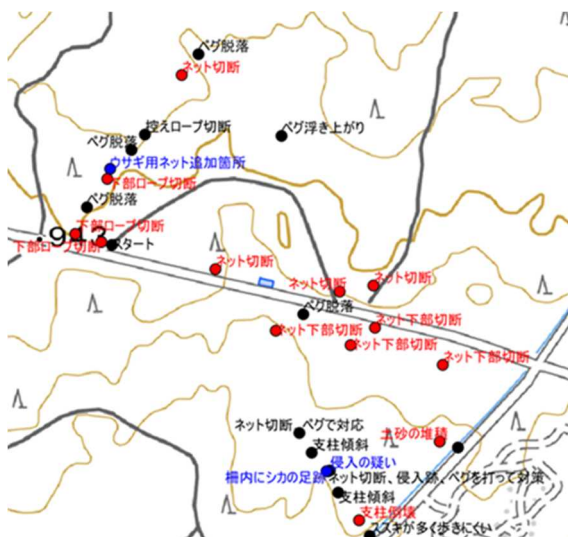 ペグ脱落
ネット切断
控えロープ切断
ペグ浮き上がり
ペグ脱落
ウサギ用ネット追加箇所
下部ロープ切断
ペグ脱落
下部ロープ切断
下部ロープ切断
スタート
ネット切断
ネット切断
ネット切断
ペグ脱落
ネット下部切断
ネット下部切断
ネット下部切断
ネット下部切断
ネット切断
ペグで対応
土砂の堆積
支柱傾斜
侵入の疑い
柵内にシカの足跡
ネット切断、侵入跡、ペグを打って対策
支柱傾斜
支柱倒壊
ススキが多く歩きにくい